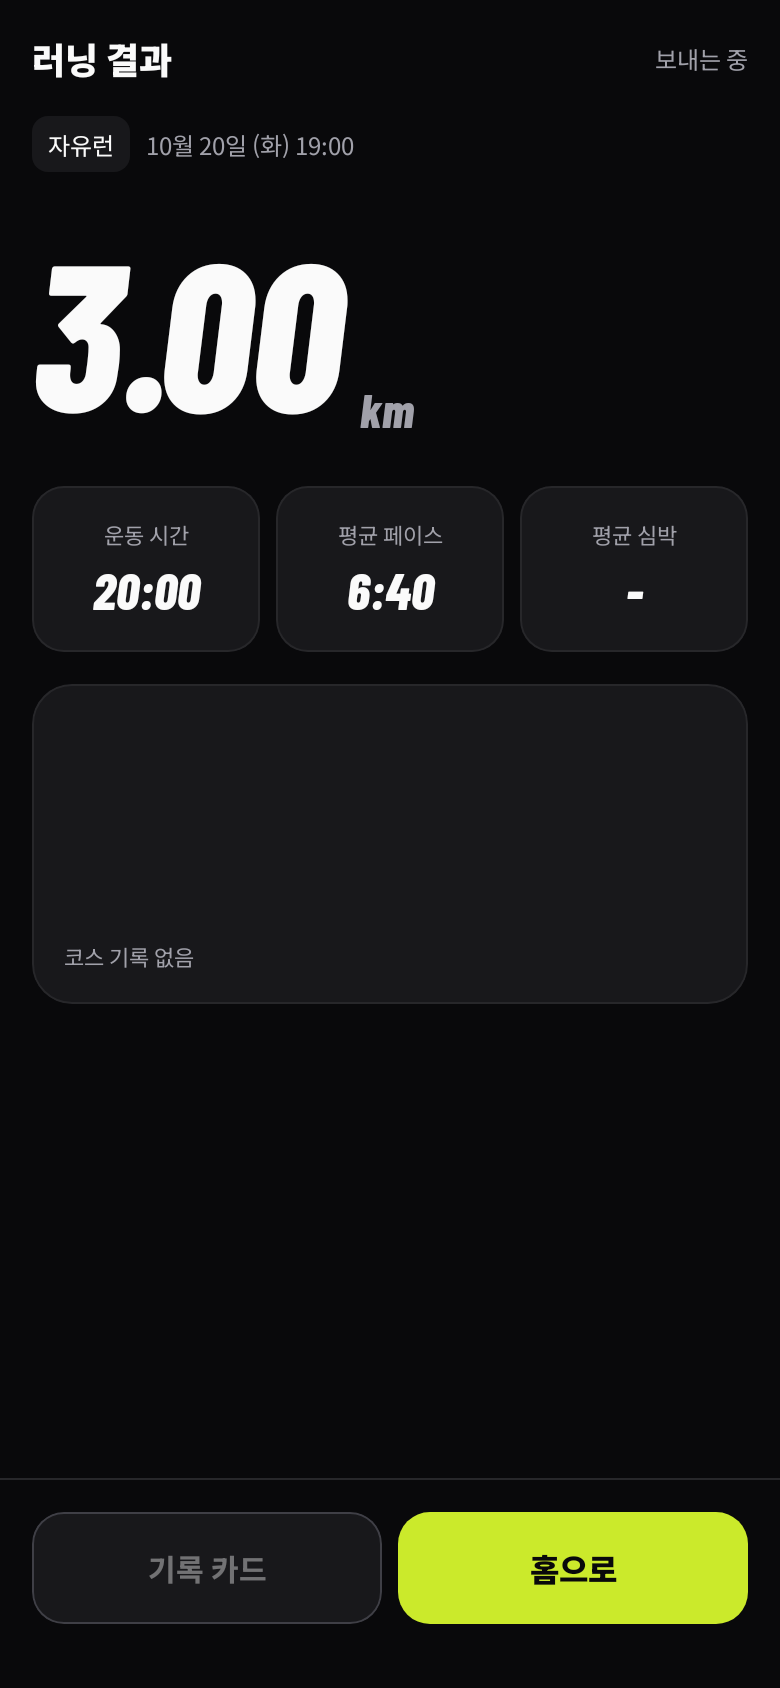 러닝 결과
보내는 중
자유런 10월 20일 (화) 19:00
3.00 km
운동 시간
20:00
평균 페이스
6:40
평균 심박
-
코스 기록 없음
기록 카드
홈으로